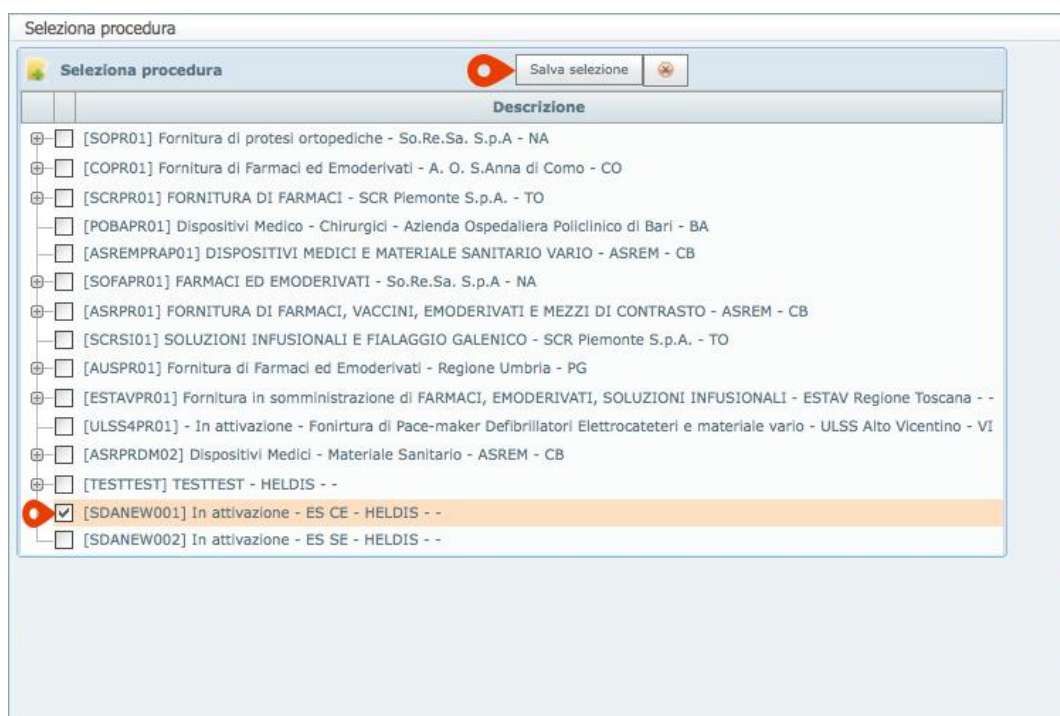 Seleziona procedura
Seleziona procedura
Salva selezione
Descrizione
[SOPR01] Fornitura di protesi ortopediche - So.Re.Sa. S.p.A - NA
[COPR01] Fornitura di Farmaci ed Emoderivati - A. O. S.Anna di Como - CO
[SCRPR01] FORNITURA DI FARMACI - SCR Piemonte S.p.A. - TO
[POBAPR01] Dispositivi Medico - Chirurgici - Azienda Ospedaliera Policlinico di Bari - BA
[ASREMPRAP01] DISPOSITIVI MEDICI E MATERIALE SANITARIO VARIO - ASREM - CB
[SOFAPR01] FARMACI ED EMODERIVATI - So.Re.Sa. S.p.A - NA
[ASRPR01] FORNITURA DI FARMACI, VACCINI, EMODERIVATI E MEZZI DI CONTRASTO - ASREM - CB
[SCRSI01] SOLUZIONI INFUSIONALI E FIALAGGIO GALENICO - SCR Piemonte S.p.A. - TO
[AUSPR01] Fornitura di Farmaci ed Emoderivati - Regione Umbria - PG
[ESTAVPR01] Fornitura in somministrazione di FARMACI, EMODERIVATI, SOLUZIONI INFUSIONALI - ESTAV Regione Toscana - -
[ULSS4PR01] - In attivazione - Fonirtura di Pace-maker Defibrillatori Elettrocateteri e materiale vario - ULSS Alto Vicentino - VI
[ASRPRDM02] Dispositivi Medici - Materiale Sanitario - ASREM - CB
[TESTTEST] TESTTEST - HELDIS - -
[SDANEW001] In attivazione - ES CE - HELDIS - -
[SDANEW002] In attivazione - ES SE - HELDIS - -